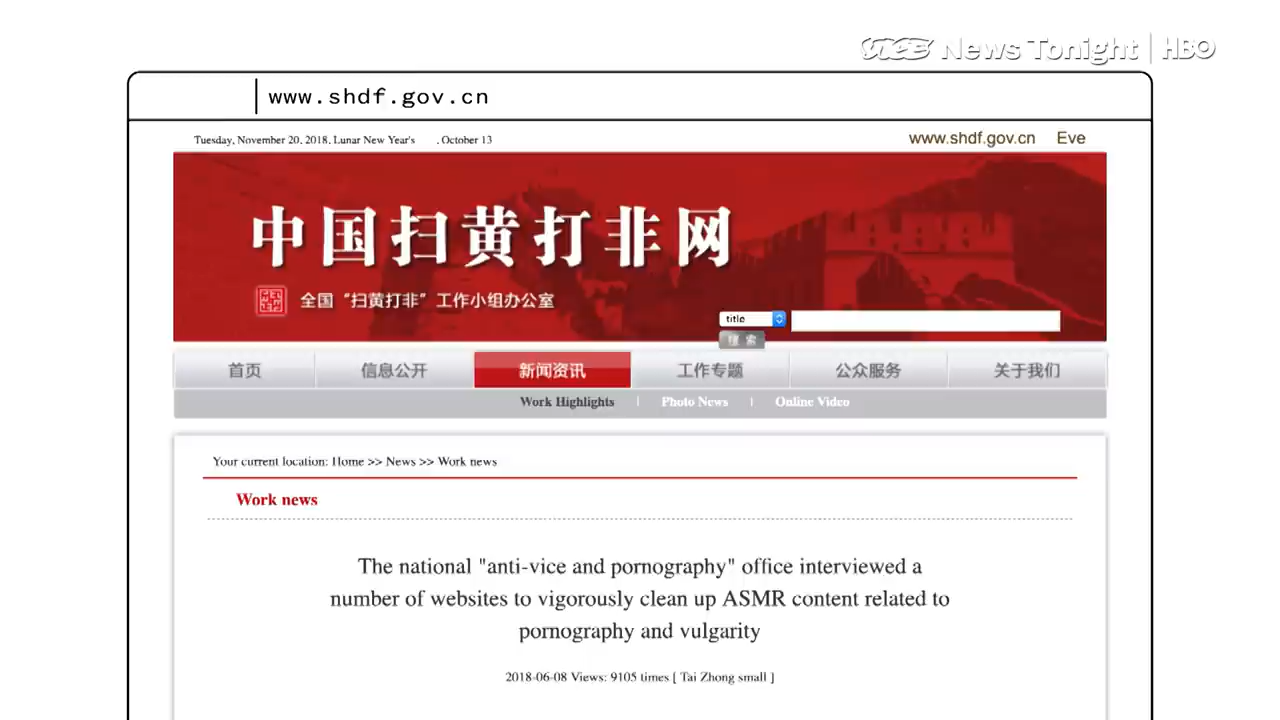 VICE News Tonight | HBO
www.shdf.gov.cn
Tuesday, November 20, 2018, Lunar New Year's , October 13
www.shdf.gov.cn Eve
中国扫黄打非网
全国“扫黄打非”工作小组办公室
title
搜索
首页 信息公开 新闻资讯 工作专题 公众服务 关于我们
Work Highlights | Photo News | Online Video
Your current location: Home >> News >> Work news
Work news
The national "anti-vice and pornography" office interviewed a
number of websites to vigorously clean up ASMR content related to
pornography and vulgarity
2018-06-08 Views: 9105 times [ Tai Zhong small ]